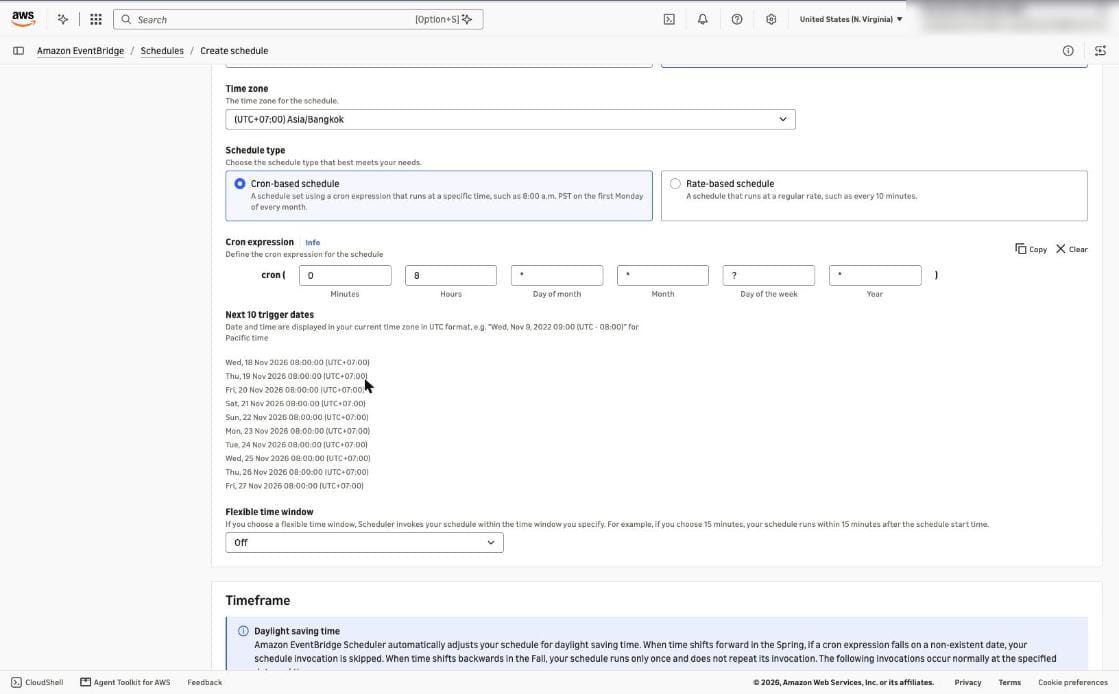 aws
Search [Option+S]
United States (N. Virginia)
Amazon EventBridge / Schedules / Create schedule
Time zone
The time zone for the schedule.
(UTC+07:00) Asia/Bangkok
Schedule type
Choose the schedule type that best meets your needs.
Cron-based schedule
A schedule set using a cron expression that runs at a specific time, such as 8:00 a.m. PST on the first Monday
of every month.
Rate-based schedule
A schedule that runs at a regular rate, such as every 10 minutes.
Cron expression Info
Define the cron expression for the schedule
Copy Clear
cron ( 0 8 * * ? * )
Minutes Hours Day of month Month Day of the week Year
Next 10 trigger dates
Date and time are displayed in your current time zone in UTC format, e.g. "Wed, Nov 9, 2022 09:00 (UTC - 08:00)" for
Pacific time
Wed, 18 Nov 2026 08:00:00 (UTC+07:00)
Thu, 19 Nov 2026 08:00:00 (UTC+07:00)
Fri, 20 Nov 2026 08:00:00 (UTC+07:00)
Sat, 21 Nov 2026 08:00:00 (UTC+07:00)
Sun, 22 Nov 2026 08:00:00 (UTC+07:00)
Mon, 23 Nov 2026 08:00:00 (UTC+07:00)
Tue, 24 Nov 2026 08:00:00 (UTC+07:00)
Wed, 25 Nov 2026 08:00:00 (UTC+07:00)
Thu, 26 Nov 2026 08:00:00 (UTC+07:00)
Fri, 27 Nov 2026 08:00:00 (UTC+07:00)
Flexible time window
If you choose a flexible time window, Scheduler invokes your schedule within the time window you specify. For example, if you choose 15 minutes, your schedule runs within 15 minutes after the schedule start time.
Off
Timeframe
Daylight saving time
Amazon EventBridge Scheduler automatically adjusts your schedule for daylight saving time. When time shifts forward in the Spring, if a cron expression falls on a non-existent date, your
schedule invocation is skipped. When time shifts backwards in the Fall, your schedule runs only once and does not repeat its invocation. The following invocations occur normally at the specified
CloudShell Agent Toolkit for AWS Feedback © 2026, Amazon Web Services, Inc. or its affiliates. Privacy Terms Cookie preferences